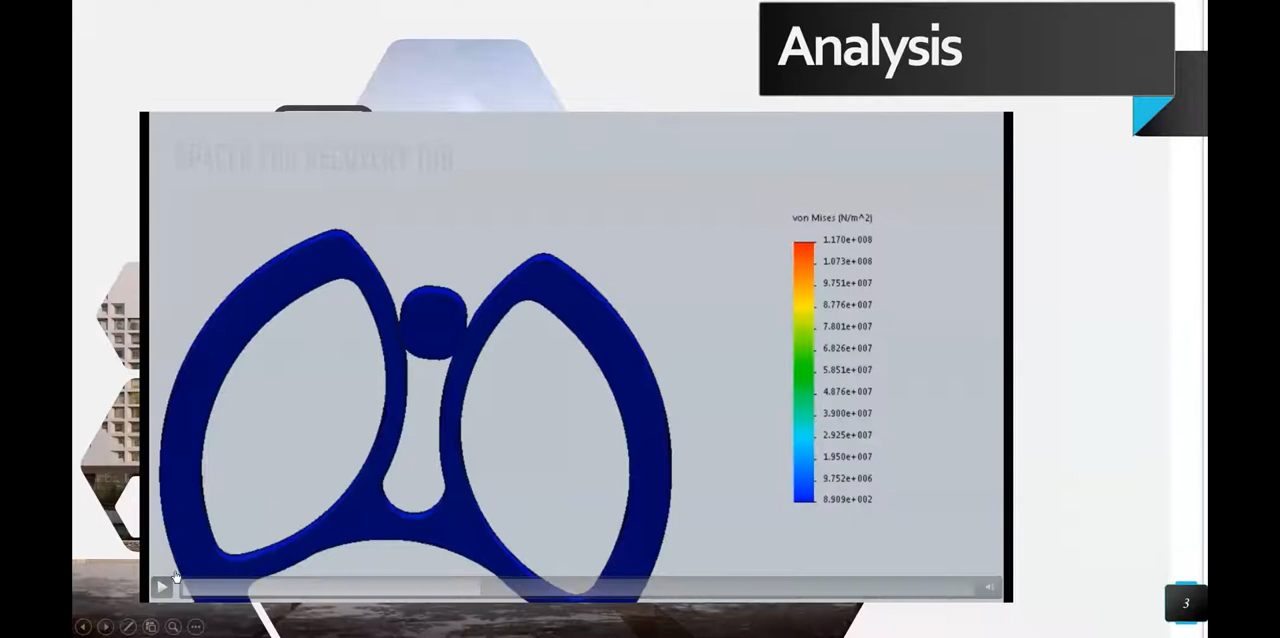 Analysis
von Mises (N/m^2)
1.170e+008
1.073e+008
9.751e+007
8.776e+007
7.801e+007
6.826e+007
5.851e+007
4.876e+007
3.900e+007
2.925e+007
1.950e+007
9.752e+006
8.909e+002
3